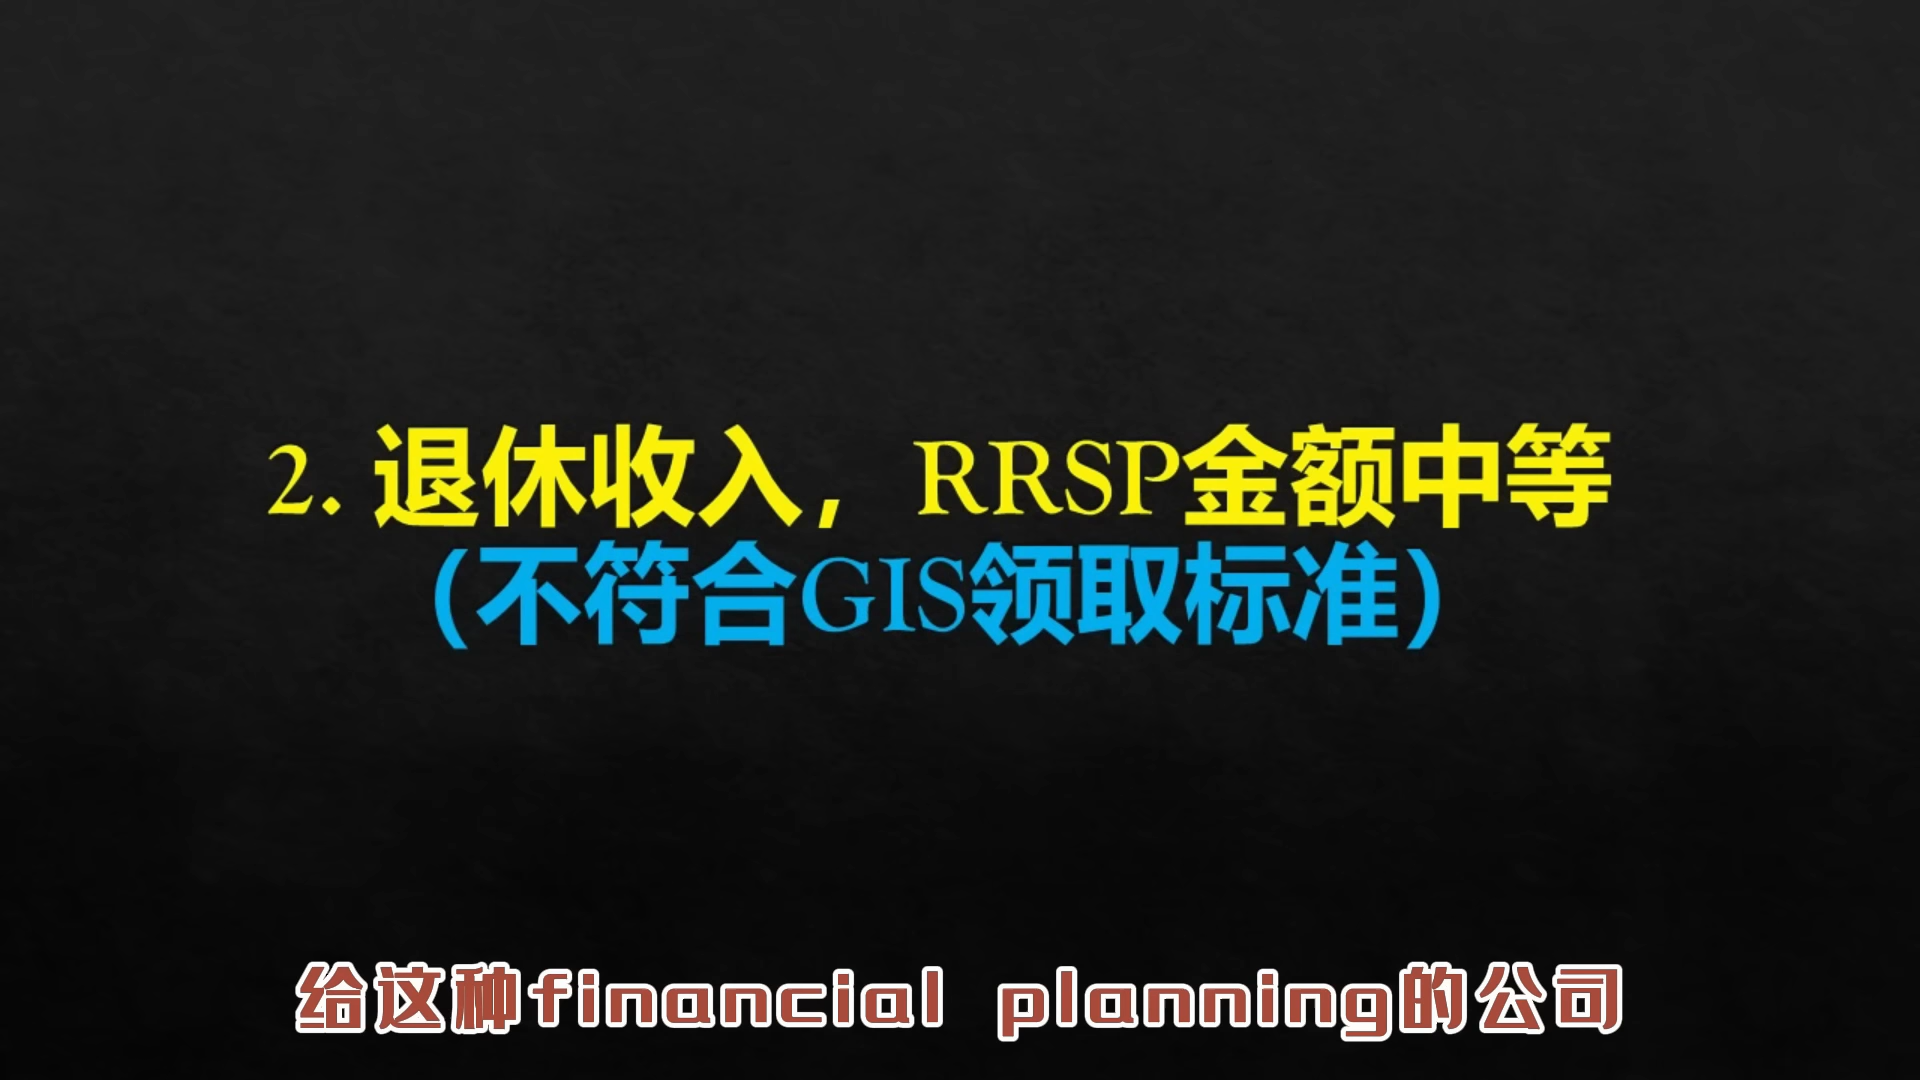 2. 退休收入，RRSP金额中等
（不符合GIS领取标准）
给这种financial planning的公司